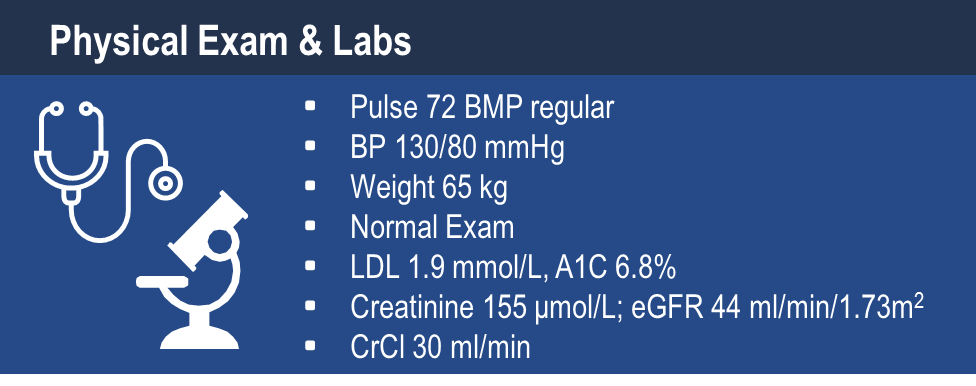 Physical Exam & Labs
▪ Pulse 72 BMP regular
▪ BP 130/80 mmHg
▪ Weight 65 kg
▪ Normal Exam
▪ LDL 1.9 mmol/L, A1C 6.8%
▪ Creatinine 155 µmol/L; eGFR 44 ml/min/1.73m²
▪ CrCl 30 ml/min